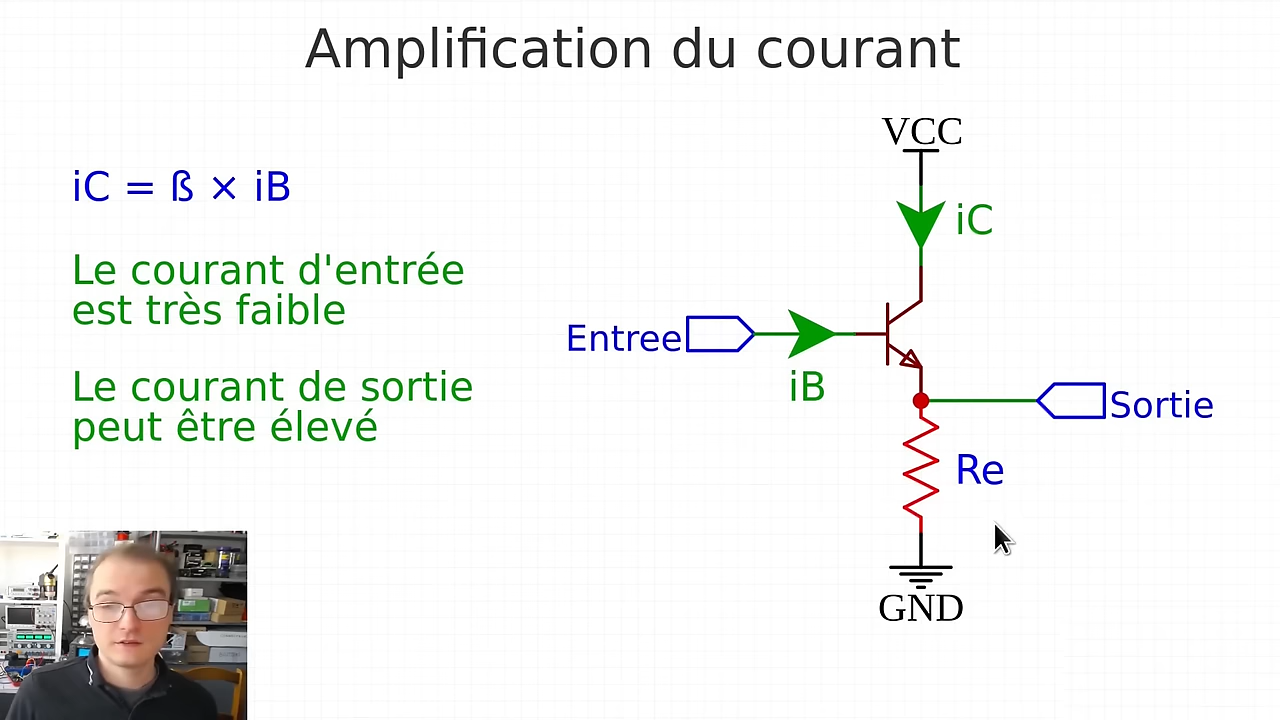 Amplification du courant
iC = ß × iB
Le courant d'entrée
est très faible
Le courant de sortie
peut être élevé
VCC
iC
Entree
iB
Sortie
Re
GND